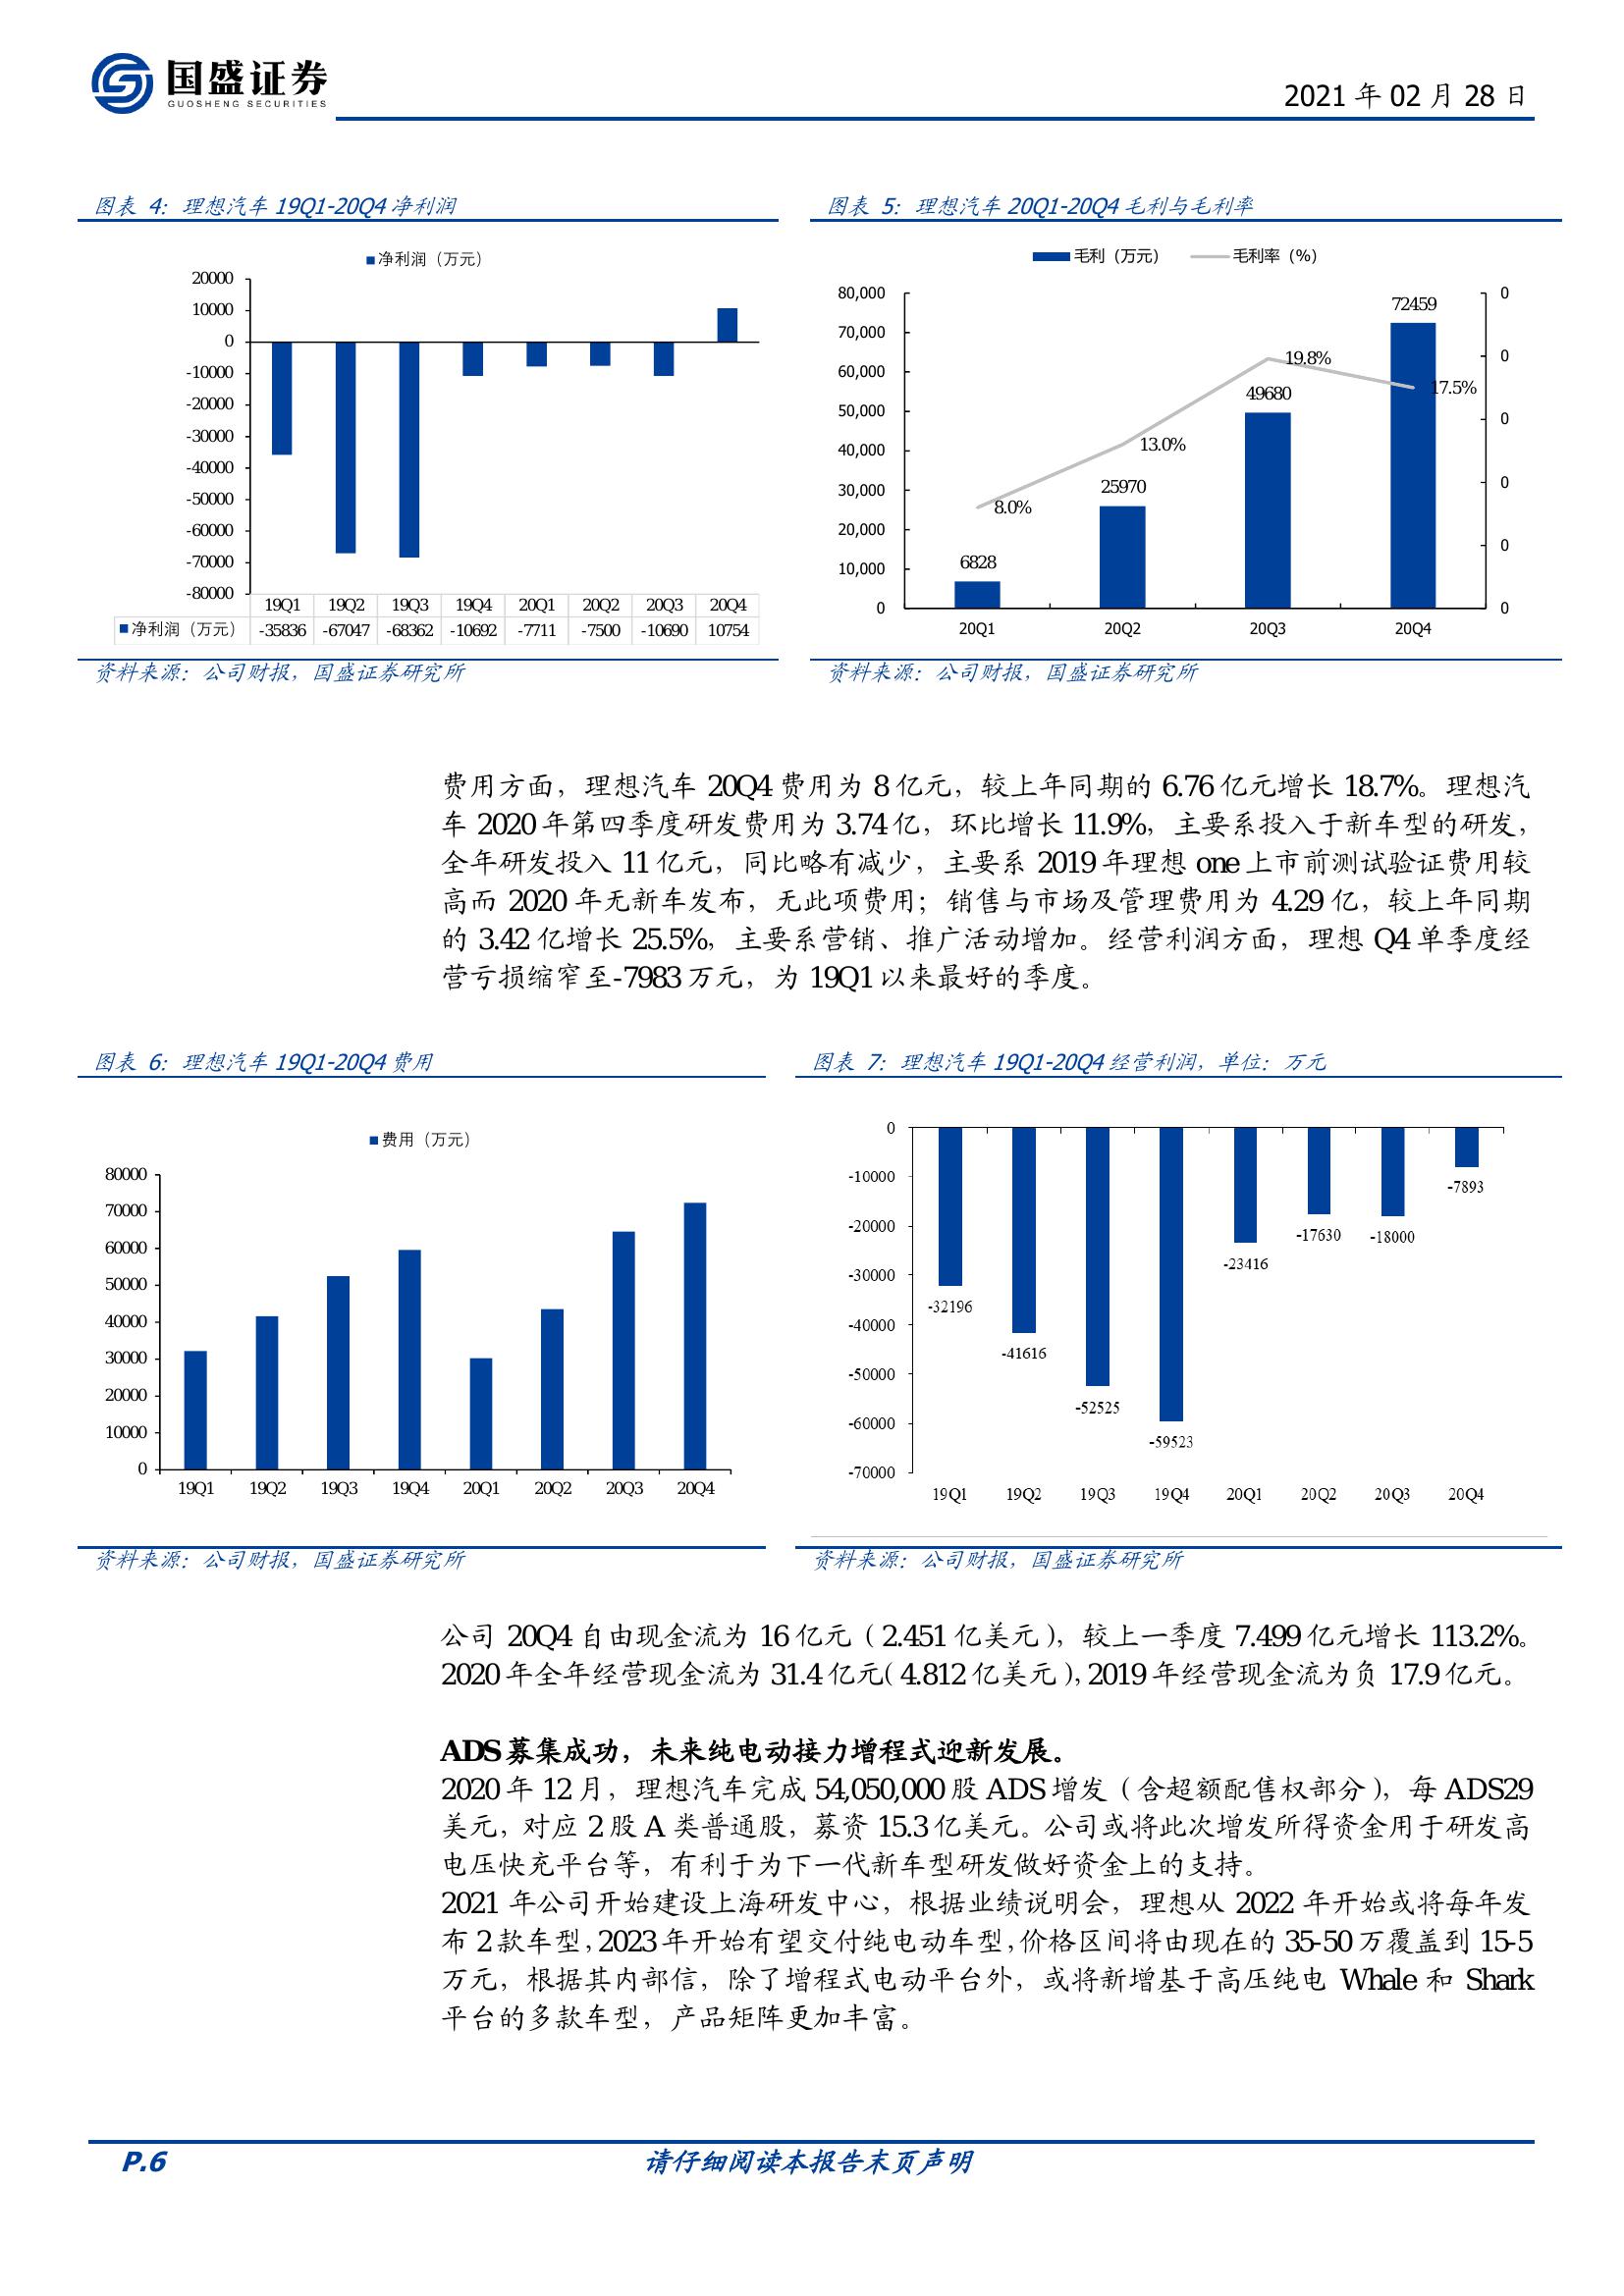 国盛证券
GUOSHENG SECURITIES
2021 年 02 月 28 日
图表 4：理想汽车 19Q1-20Q4 净利润
净利润（万元）
20000
10000
0
-10000
-20000
-30000
-40000
-50000
-60000
-70000
-80000
19Q1 19Q2 19Q3 19Q4 20Q1 20Q2 20Q3 20Q4
净利润（万元） -35836 -67047 -68362 -10692 -7711 -7500 -10690 10754
资料来源：公司财报，国盛证券研究所
图表 5：理想汽车 20Q1-20Q4 毛利与毛利率
毛利（万元） 毛利率（%）
80,000
70,000
60,000
50,000
40,000
30,000
20,000
10,000
0
6828
25970
49680
72459
8.0%
13.0%
19.8%
17.5%
0
0
0
0
0
0
20Q1 20Q2 20Q3 20Q4
资料来源：公司财报，国盛证券研究所
费用方面，理想汽车 20Q4 费用为 8 亿元，较上年同期的 6.76 亿元增长 18.7%。理想汽
车 2020 年第四季度研发费用为 3.74 亿，环比增长 11.9%，主要系投入于新车型的研发，
全年研发投入 11 亿元，同比略有减少，主要系 2019 年理想 one 上市前测试验证费用较
高而 2020 年无新车发布，无此项费用；销售与市场及管理费用为 4.29 亿，较上年同期
的 3.42 亿增长 25.5%，主要系营销、推广活动增加。经营利润方面，理想 Q4 单季度经
营亏损缩窄至-7983 万元，为 19Q1 以来最好的季度。
图表 6：理想汽车 19Q1-20Q4 费用
费用（万元）
80000
70000
60000
50000
40000
30000
20000
10000
0
19Q1 19Q2 19Q3 19Q4 20Q1 20Q2 20Q3 20Q4
资料来源：公司财报，国盛证券研究所
图表 7：理想汽车 19Q1-20Q4 经营利润，单位：万元
0
-10000
-20000
-30000
-40000
-50000
-60000
-70000
-32196
-41616
-52525
-59523
-23416
-17630
-18000
-7893
19Q1 19Q2 19Q3 19Q4 20Q1 20Q2 20Q3 20Q4
资料来源：公司财报，国盛证券研究所
公司 20Q4 自由现金流为 16 亿元（2.451 亿美元），较上一季度 7.499 亿元增长 113.2%。
2020 年全年经营现金流为 31.4 亿元（4.812 亿美元），2019 年经营现金流为负 17.9 亿元。
ADS 募集成功，未来纯电动接力增程式迎新发展。
2020 年 12 月，理想汽车完成 54,050,000 股 ADS 增发（含超额配售权部分），每 ADS29
美元，对应 2 股 A 类普通股，募资 15.3 亿美元。公司或将此次增发所得资金用于研发高
电压快充平台等，有利于为下一代新车型研发做好资金上的支持。
2021 年公司开始建设上海研发中心，根据业绩说明会，理想从 2022 年开始或将每年发
布 2 款车型，2023 年开始有望交付纯电动车型，价格区间将由现在的 35-50 万覆盖到 15-5
万元，根据其内部信，除了增程式电动平台外，或将新增基于高压纯电 Whale 和 Shark
平台的多款车型，产品矩阵更加丰富。
P.6
请仔细阅读本报告末页声明